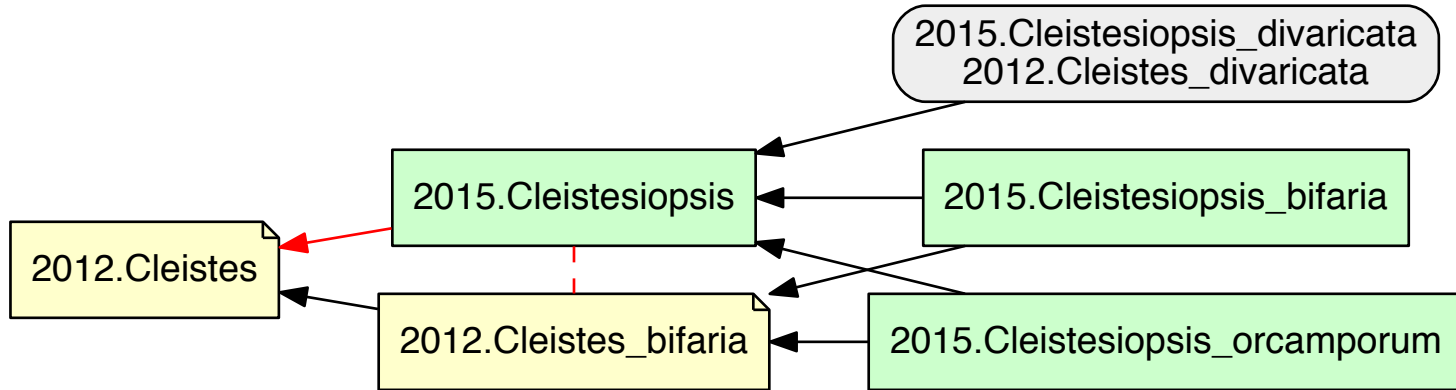 2015.Cleistesiopsis_divaricata
2012.Cleistes_divaricata
2015.Cleistesiopsis
2015.Cleistesiopsis_bifaria
2012.Cleistes
2012.Cleistes_bifaria
2015.Cleistesiopsis_orcamporum